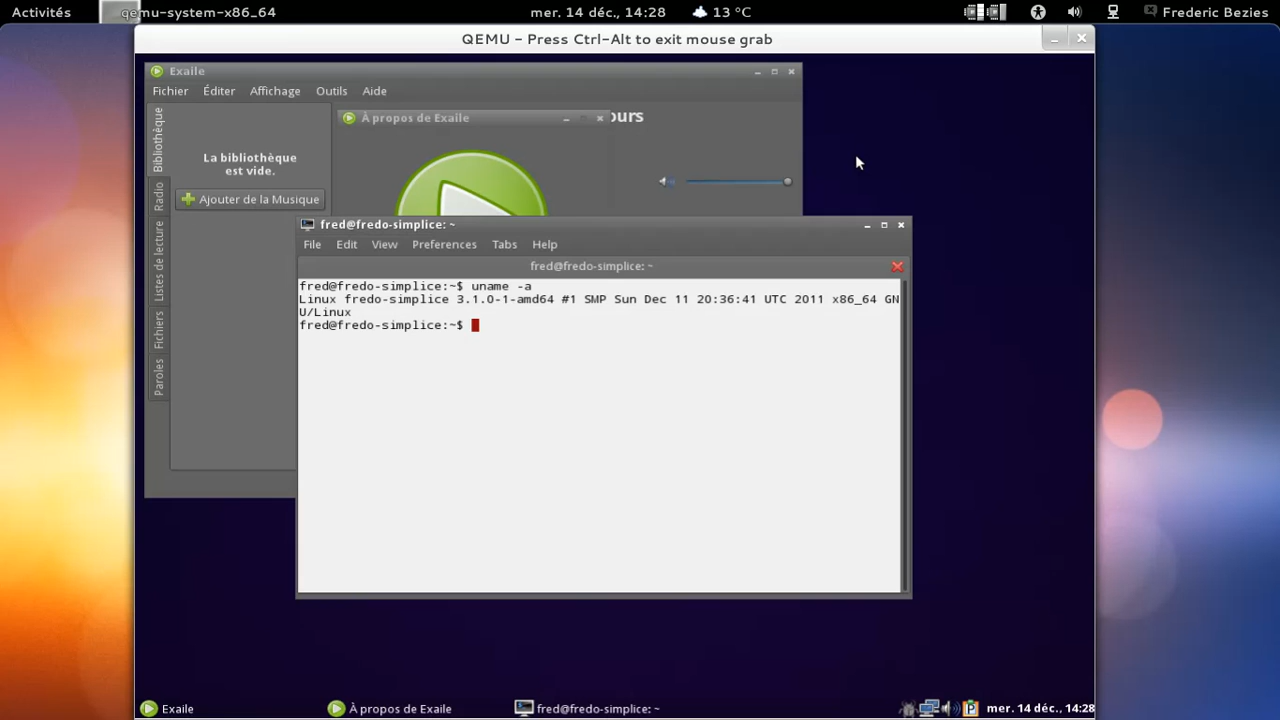 Activités
qemu-system-x86_64
mer. 14 déc., 14:28
13 °C
Frederic Bezies
QEMU - Press Ctrl-Alt to exit mouse grab
Exaile
Fichier Éditer Affichage Outils Aide
À propos de Exaile
ours
Bibliothèque
Radio
Listes de lecture
Fichiers
Paroles
La bibliothèque
est vide.
Ajouter de la Musique
fred@fredo-simplice: ~
File Edit View Preferences Tabs Help
fred@fredo-simplice: ~
fred@fredo-simplice:~$ uname -a
Linux fredo-simplice 3.1.0-1-amd64 #1 SMP Sun Dec 11 20:36:41 UTC 2011 x86_64 GN
U/Linux
fred@fredo-simplice:~$
Exaile
À propos de Exaile
fred@fredo-simplice: ~
mer. 14 déc., 14:28